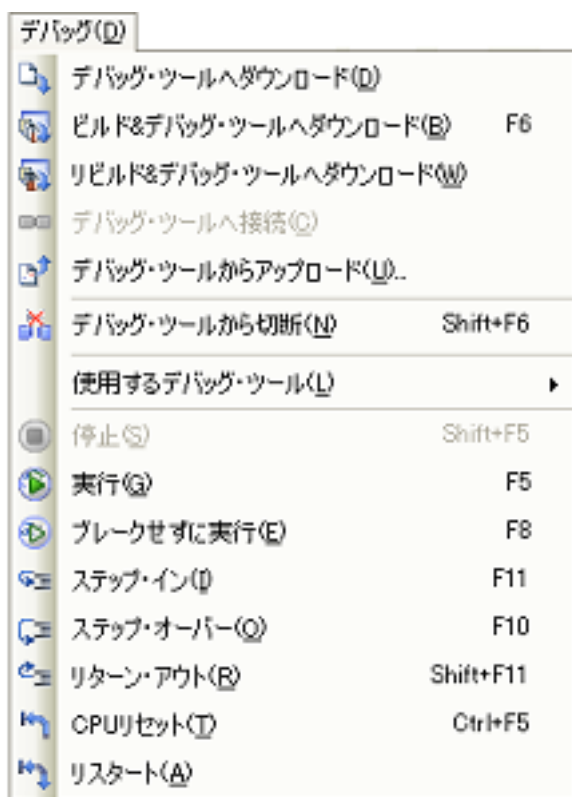 デバッグ(D)
デバッグ・ツールへダウンロード(D)
ビルド&デバッグ・ツールへダウンロード(B) F6
リビルド&デバッグ・ツールへダウンロード(W)
デバッグ・ツールへ接続(C)
デバッグ・ツールからアップロード(U)...
デバッグ・ツールから切断(N) Shift+F6
使用するデバッグ・ツール(L)
停止(S) Shift+F5
実行(G) F5
ブレークせずに実行(E) F8
ステップ・イン(I) F11
ステップ・オーバー(O) F10
リターン・アウト(R) Shift+F11
CPUリセット(T) Ctrl+F5
リスタート(A)